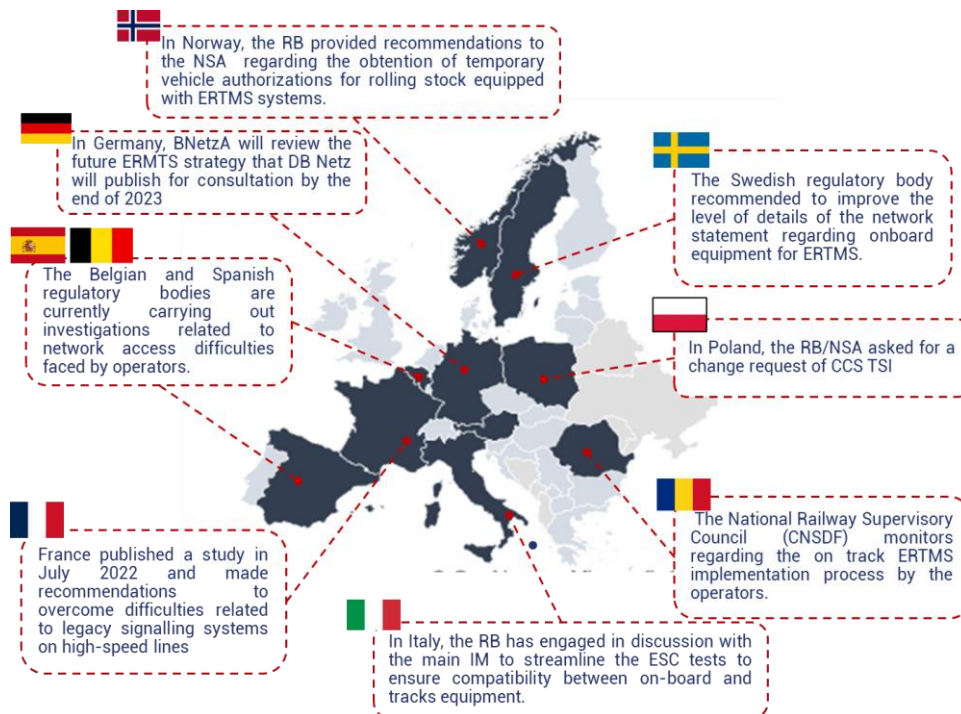 In Norway, the RB provided recommendations to
the NSA regarding the obtention of temporary
vehicle authorizations for rolling stock equipped
with ERTMS systems.
In Germany, BNetzA will review the
future ERMTS strategy that DB Netz
will publish for consultation by the
end of 2023
The Swedish regulatory body
recommended to improve the
level of details of the network
statement regarding onboard
equipment for ERTMS.
The Belgian and Spanish
regulatory bodies are
currently carrying out
investigations related to
network access difficulties
faced by operators.
In Poland, the RB/NSA asked for a
change request of CCS TSI
The National Railway Supervisory
Council (CNSDF) monitors
regarding the on track ERTMS
implementation process by the
operators.
France published a study in
July 2022 and made
recommendations to
overcome difficulties related
to legacy signalling systems
on high-speed lines
In Italy, the RB has engaged in discussion with
the main IM to streamline the ESC tests to
ensure compatibility between on-board and
tracks equipment.